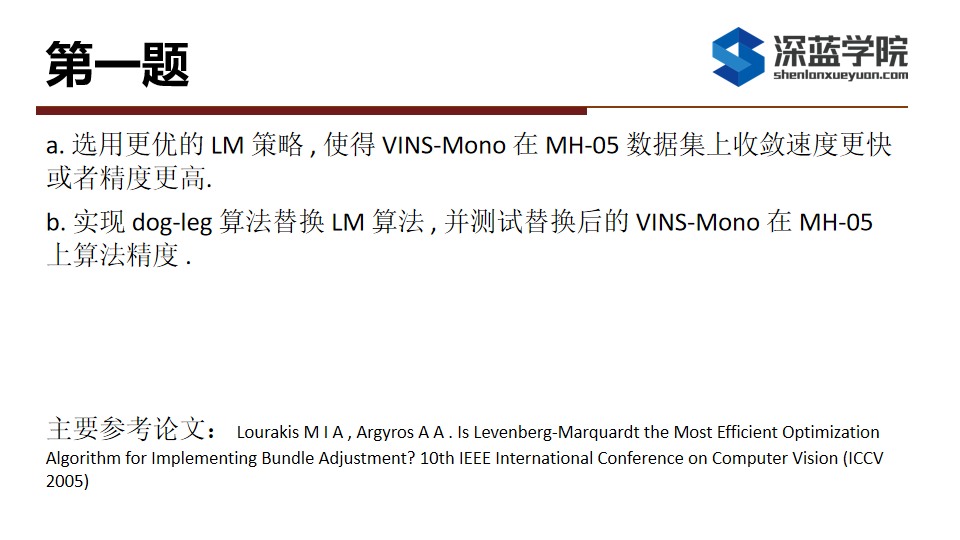 第一题
深蓝学院
shenlanxueyuan.com
a. 选用更优的 LM 策略 , 使得 VINS-Mono 在 MH-05 数据集上收敛速度更快
或者精度更高.
b. 实现 dog-leg 算法替换 LM 算法 , 并测试替换后的 VINS-Mono 在 MH-05
上算法精度 .
主要参考论文： Lourakis M I A , Argyros A A . Is Levenberg-Marquardt the Most Efficient Optimization
Algorithm for Implementing Bundle Adjustment? 10th IEEE International Conference on Computer Vision (ICCV
2005)